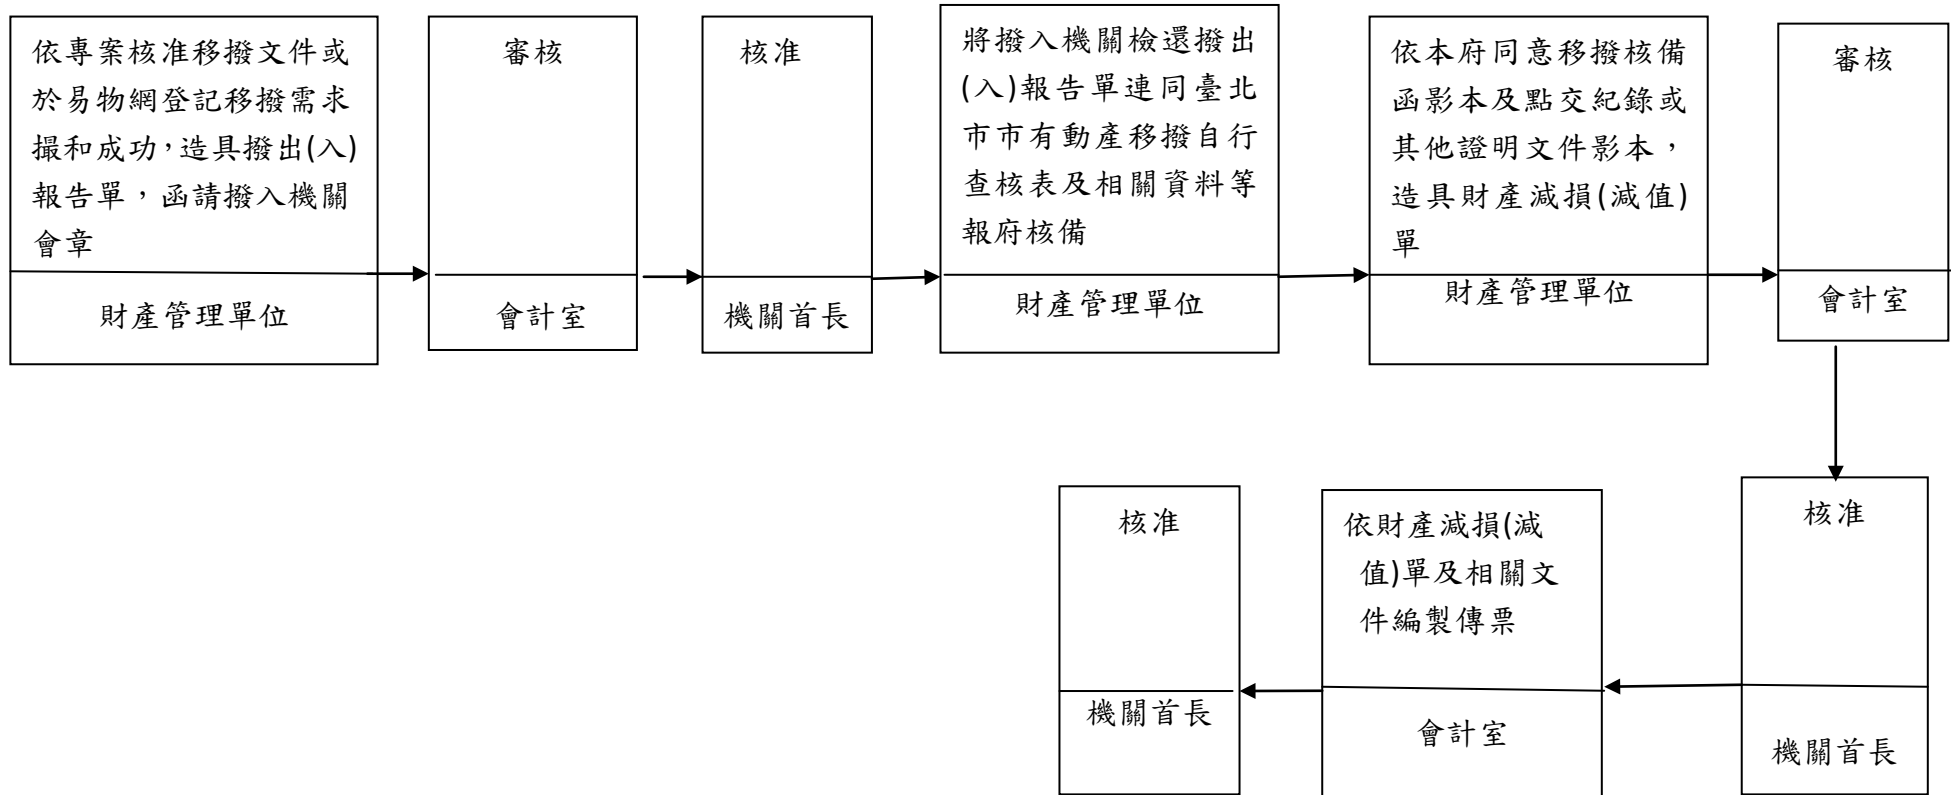 依專案核准移撥文件或
於易物網登記移撥需求
撮和成功，造具撥出(入)
報告單，函請撥入機關
會章
財產管理單位
審核
會計室
核准
機關首長
將撥入機關檢還撥出
(入)報告單連同臺北
市市有動產移撥自行
查核表及相關資料等
報府核備
財產管理單位
依本府同意移撥核備
函影本及點交紀錄或
其他證明文件影本，
造具財產減損(減值)
單
財產管理單位
審核
會計室
核准
機關首長
依財產減損(減
值)單及相關文
件編製傳票
會計室
核准
機關首長